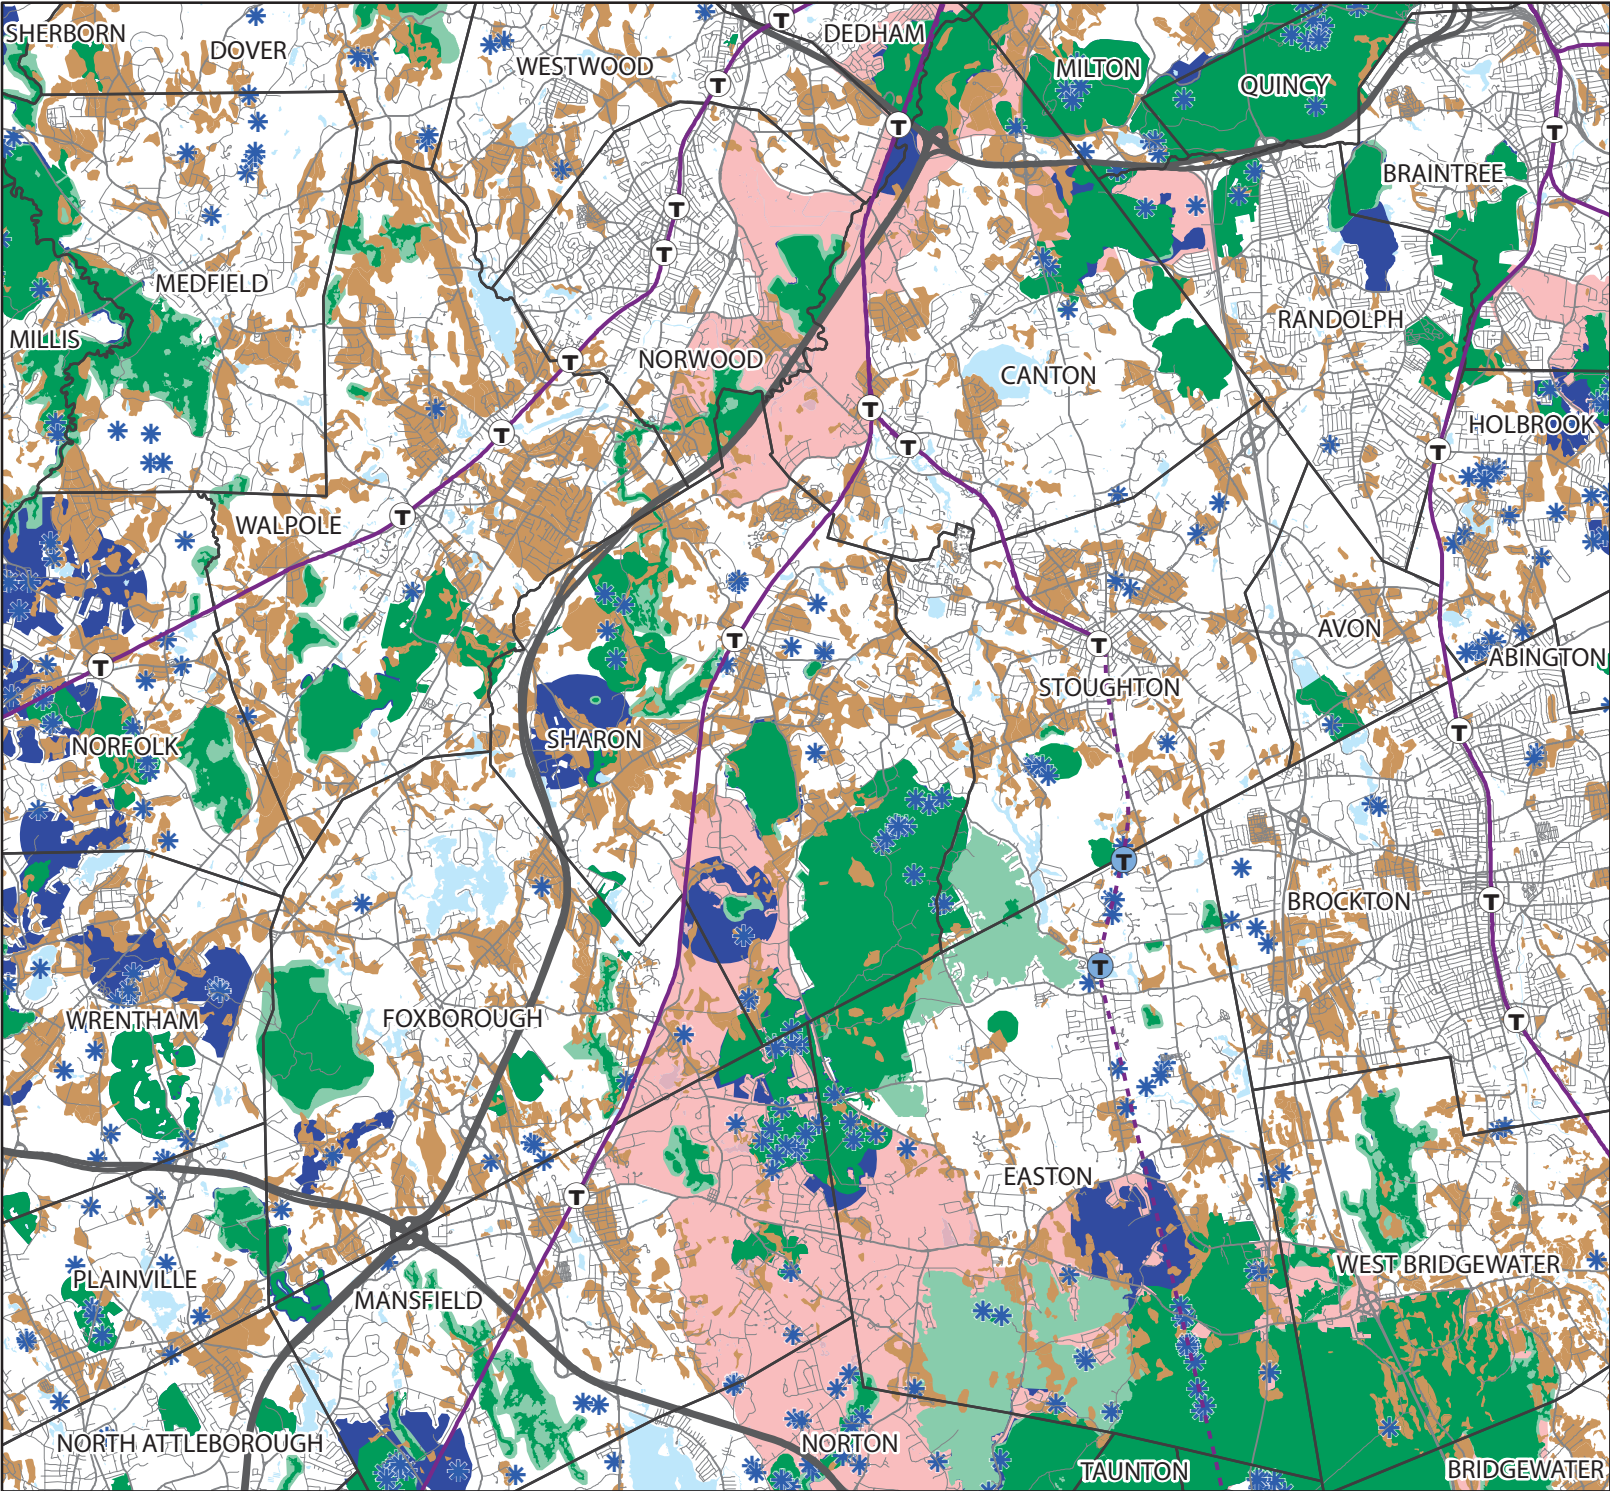 T
SHERBORN
DEDHAM
DOVER
WESTWOOD
MILTON
T
QUINCY
T
T
BRAINTREE
T
T
MEDFIELD
RANDOLPH
MILLIS
NORWOOD
T
CANTON
T
HOLBROOK
T
T
T
WALPOLE
T
AVON
T
T
ABINGTON
T
STOUGHTON
T
SHARON
NORFOLK
T
BROCKTON
T
T
WRENTHAM
FOXBOROUGH
T
EASTON
T
WEST BRIDGEWATER
PLAINVILLE
MANSFIELD
NORTH ATTLEBOROUGH
NORTON
TAUNTON
BRIDGEWATER